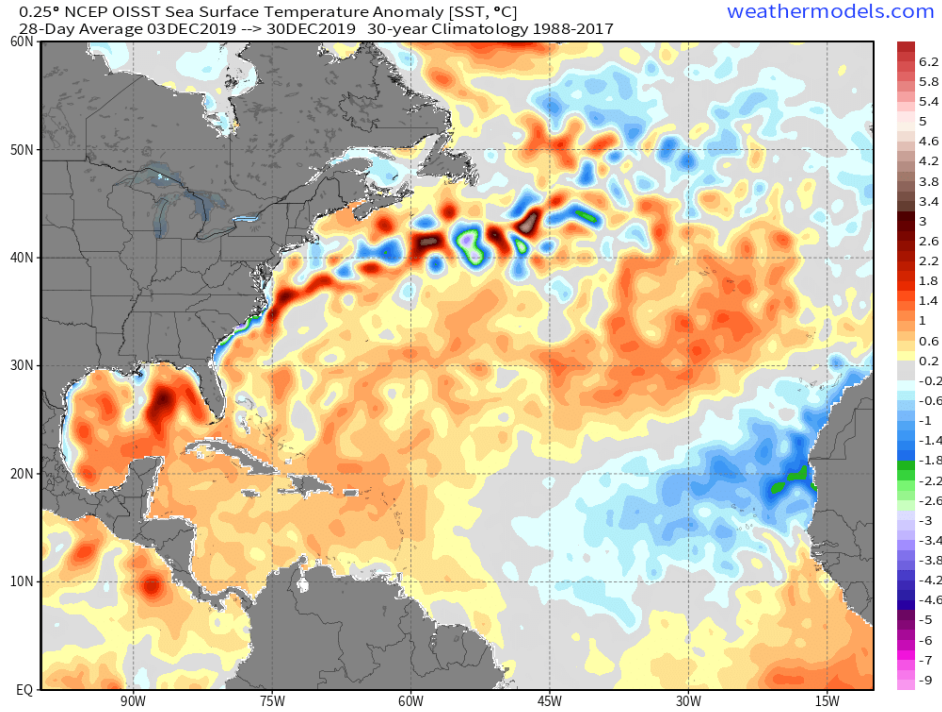 0.25° NCEP OISST Sea Surface Temperature Anomaly [SST, °C]
weathermodels.com
28-Day Average 03DEC2019 --> 30DEC2019 30-year Climatology 1988-2017
60N
50N
40N
30N
20N
10N
EQ
90W
75W
60W
45W
30W
15W
6.2
5.8
5.4
5
4.6
4.2
3.8
3.4
3
2.6
2.2
1.8
1.4
1
0.6
0.2
-0.2
-0.6
-1
-1.4
-1.8
-2.2
-2.6
-3
-3.4
-3.8
-4.2
-4.6
-5
-6
-7
-9